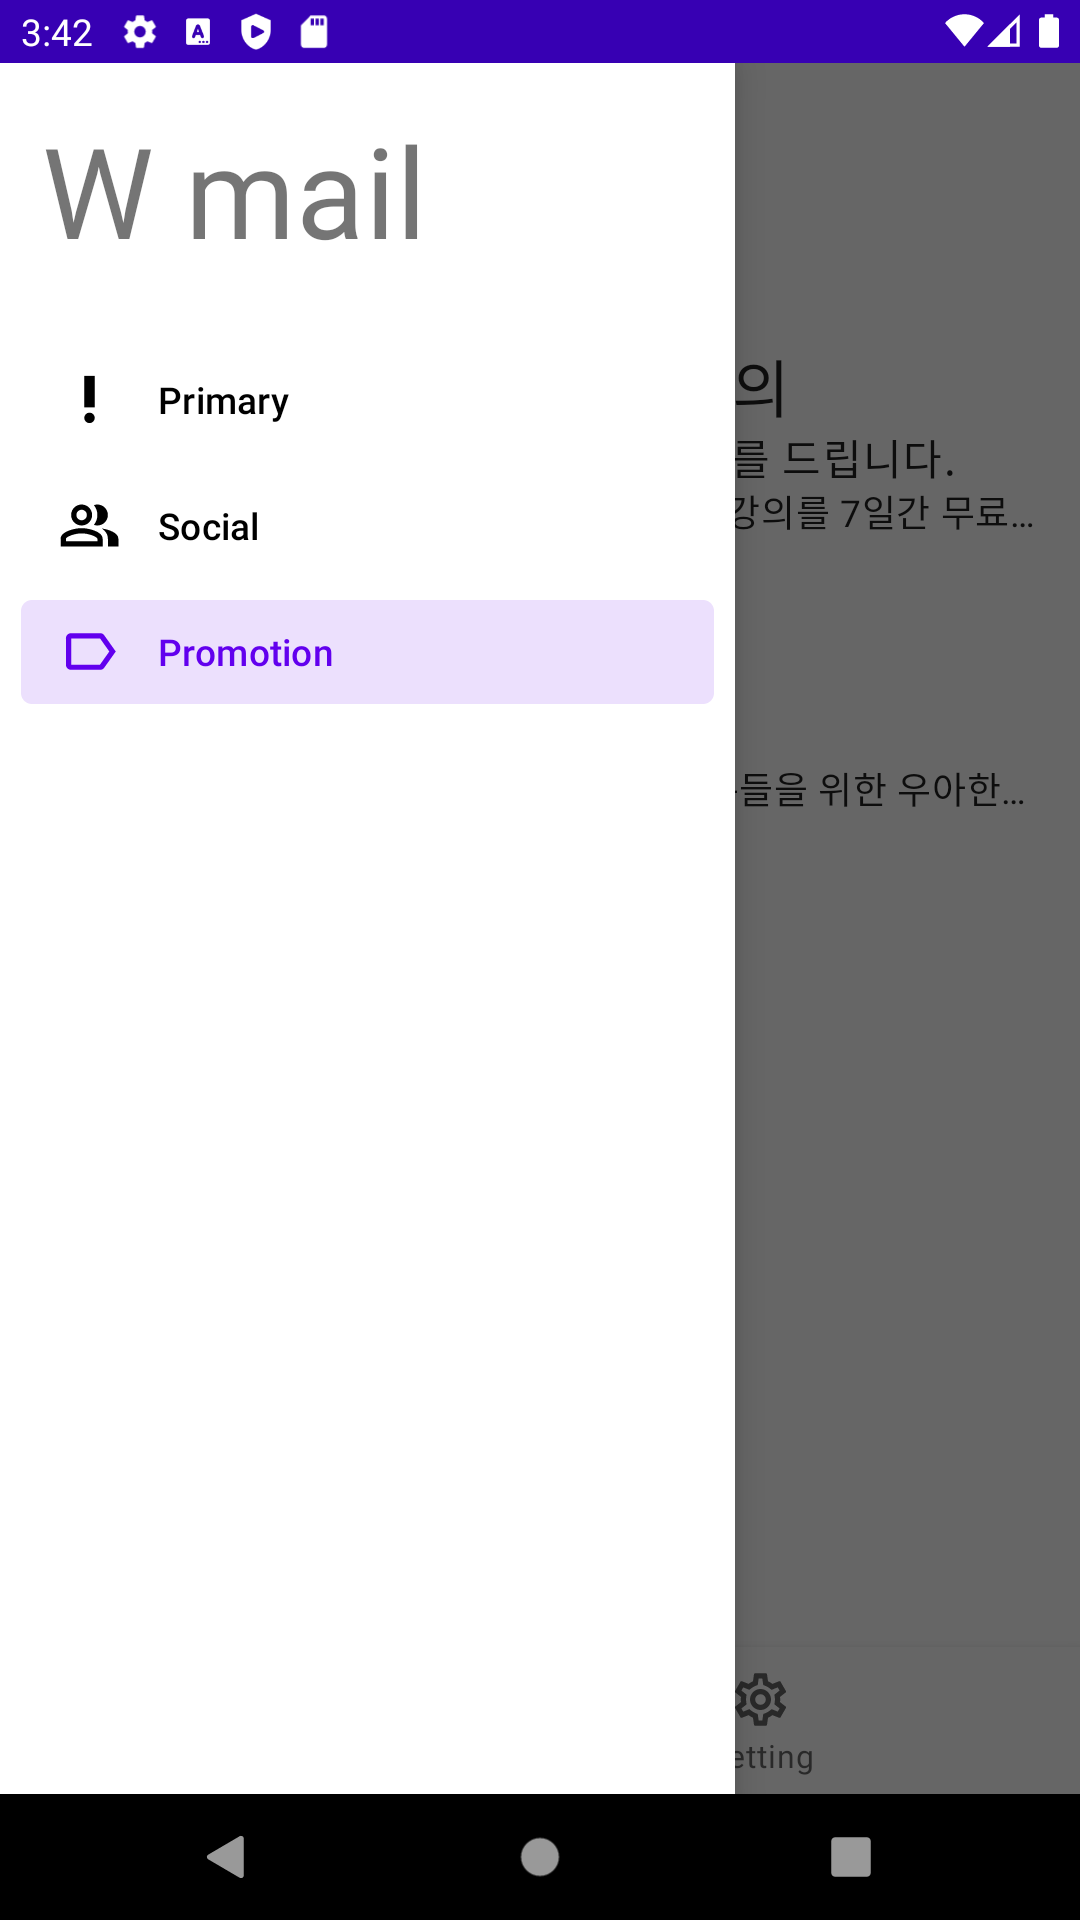 3:42
W mail
Primary
Social
Promotion
의
를 드립니다.
강의를 7일간 무료...
들을 위한 우아한...
etting